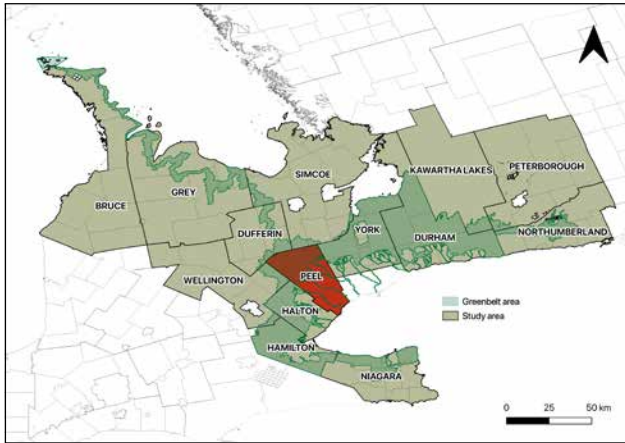 SIMCOE
KAWARTHA LAKES
PETERBOROUGH
GREY
BRUCE
DUFFERIN
YORK
DURHAM
NORTHUMBERLAND
WELLINGTON
PEEL
HALTON
Greenbelt area
Study area
HAMILTON
NIAGARA
0 25 50 km